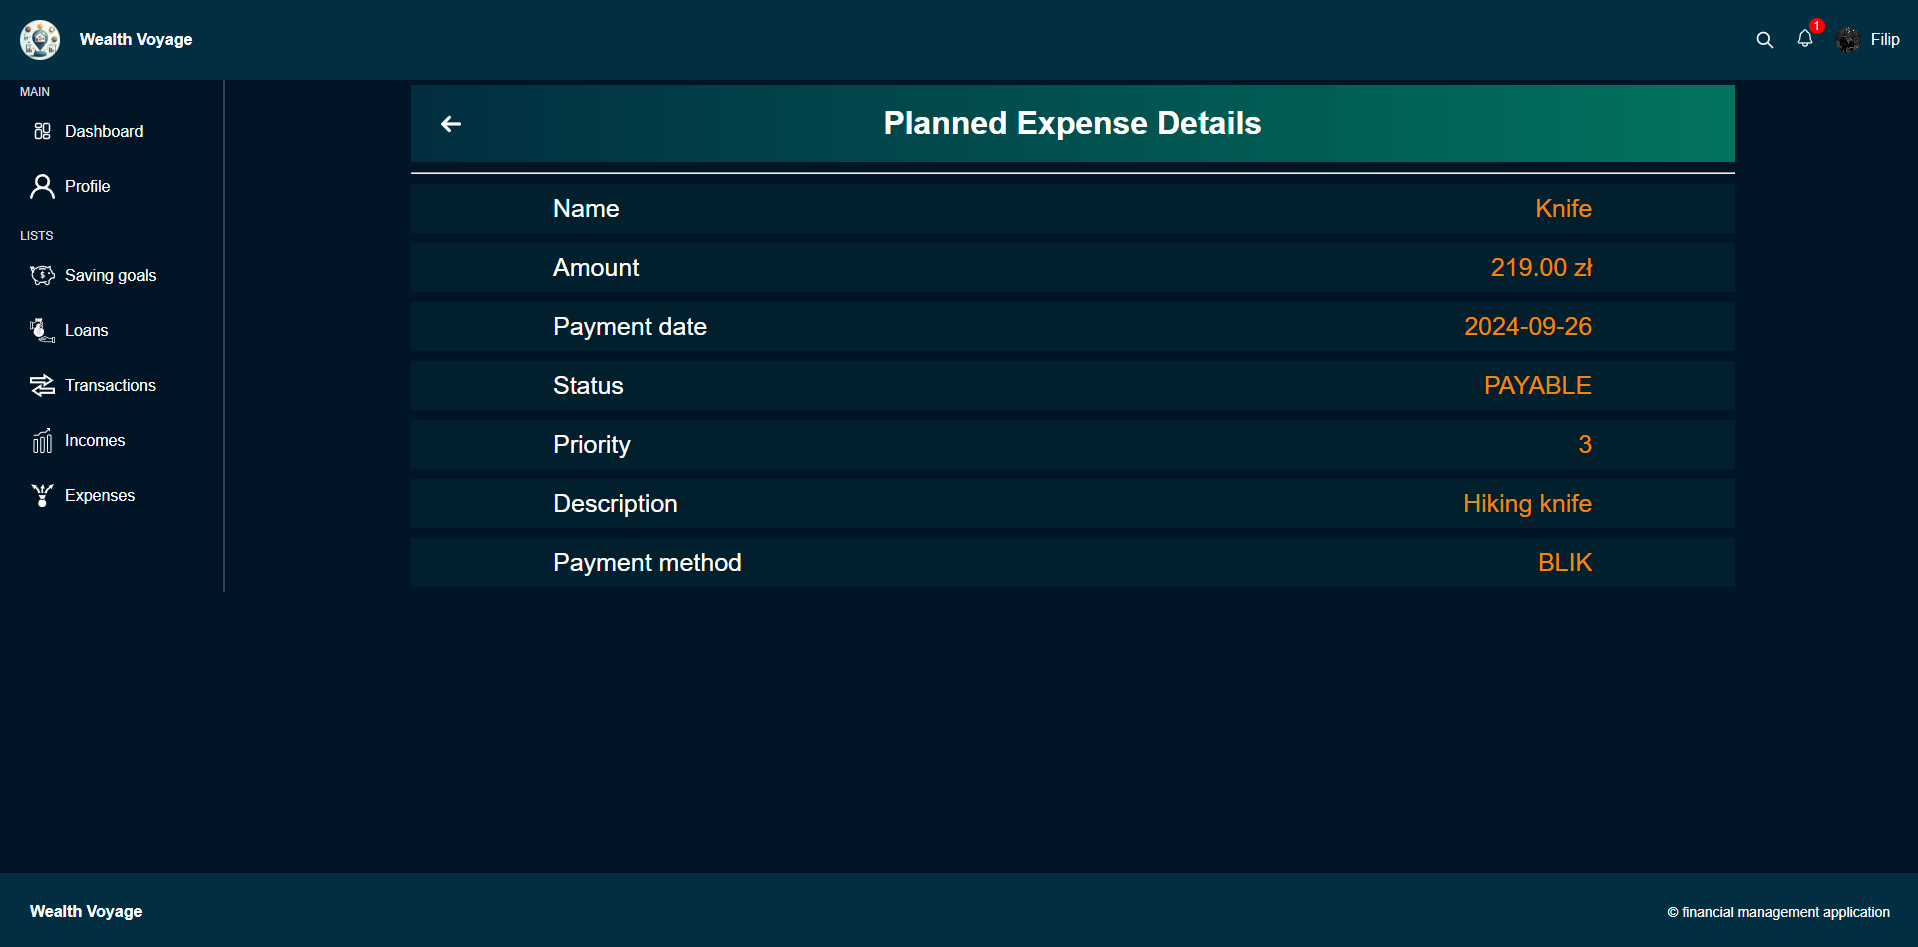 Wealth Voyage
1
Filip
MAIN
Dashboard
Profile
LISTS
Saving goals
Loans
Transactions
Incomes
Expenses
Planned Expense Details
Name Knife
Amount 219.00 zł
Payment date 2024-09-26
Status PAYABLE
Priority 3
Description Hiking knife
Payment method BLIK
Wealth Voyage
© financial management application